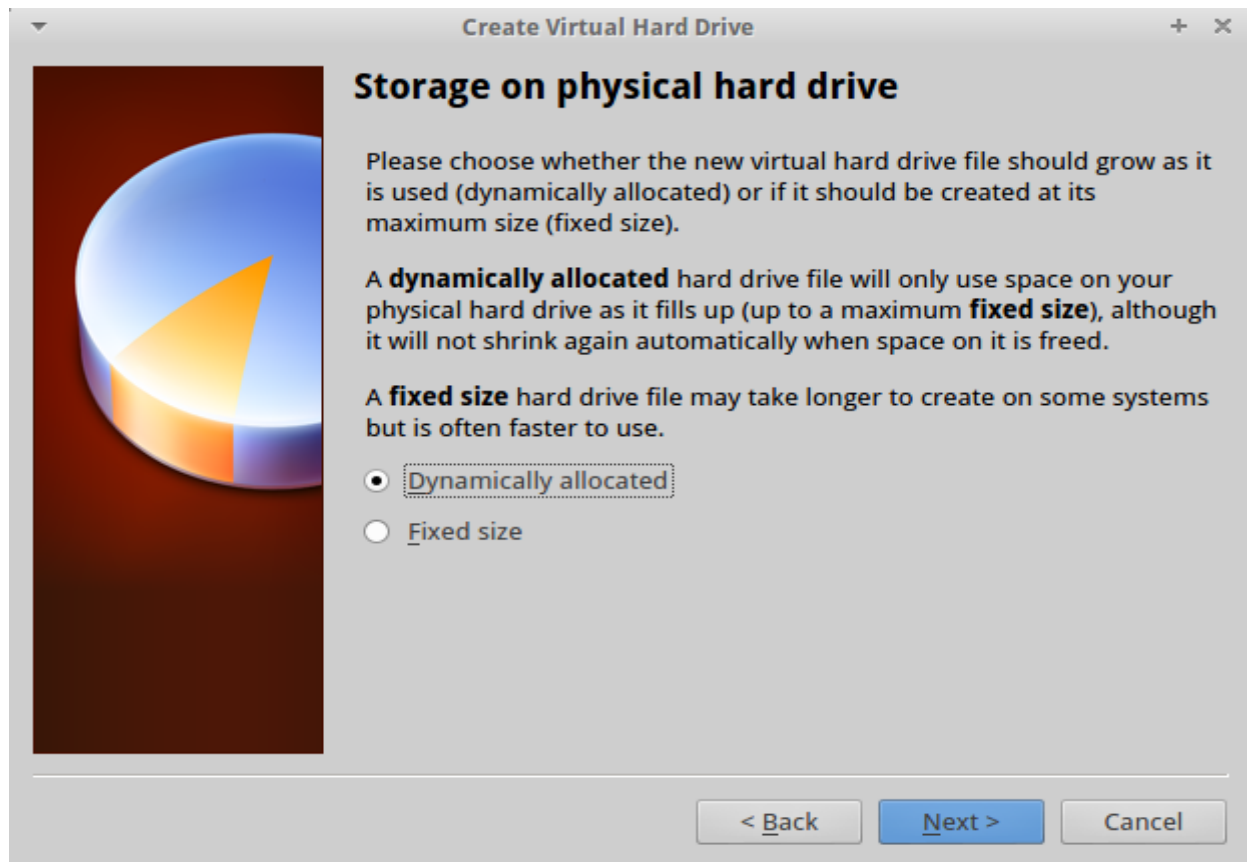 Create Virtual Hard Drive
Storage on physical hard drive
Please choose whether the new virtual hard drive file should grow as it
is used (dynamically allocated) or if it should be created at its
maximum size (fixed size).
A dynamically allocated hard drive file will only use space on your
physical hard drive as it fills up (up to a maximum fixed size), although
it will not shrink again automatically when space on it is freed.
A fixed size hard drive file may take longer to create on some systems
but is often faster to use.
Dynamically allocated
Fixed size
< Back Next > Cancel